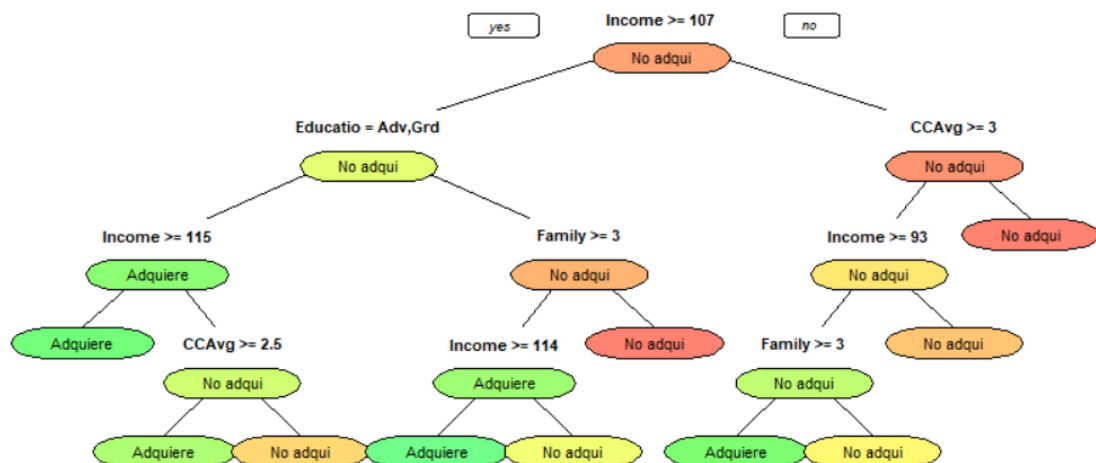 yes
Income >= 107
no
No adqui
Educatio = Adv,Grd
CCAvg >= 3
No adqui
No adqui
Income >= 115
Family >= 3
Income >= 93
No adqui
Adquiere
No adqui
No adqui
Adquiere
CCAvg >= 2.5
Income >= 114
No adqui
Family >= 3
No adqui
No adqui
Adquiere
No adqui
Adquiere
No adqui
Adquiere
No adqui
Adquiere
No adqui